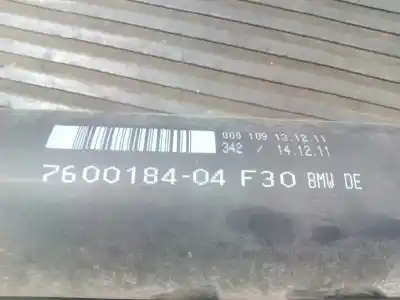 009 109 13.12.11
342 / 14.12.11
7600184-04 F30 BMW DE